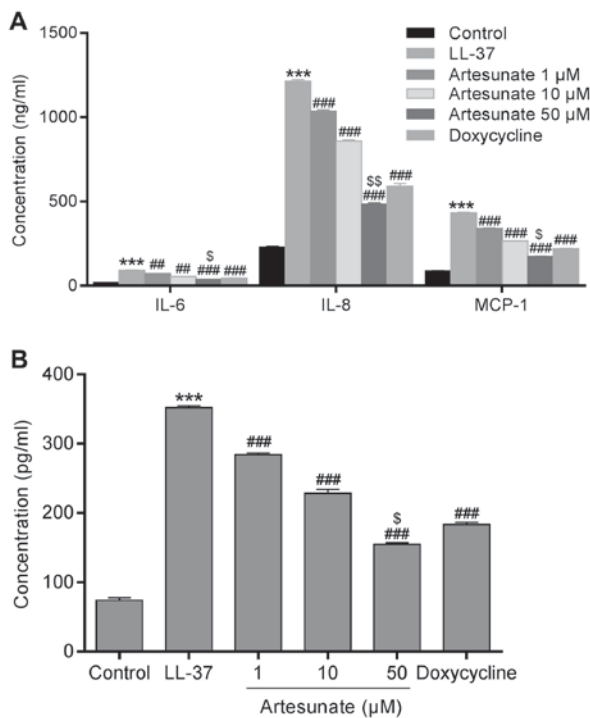 A
Control
LL-37
Artesunate 1 µM
Artesunate 10 µM
Artesunate 50 µM
Doxycycline
Concentration (ng/ml)
1500
1000
500
0
*** ## ## $ ### ###
*** ### ### $$ ### ###
*** ### ### $ ### ###
IL-6 IL-8 MCP-1
B
Concentration (pg/ml)
400
300
200
100
0
*** ### ### $ ### ###
Control LL-37 1 10 50 Doxycycline
Artesunate (µM)